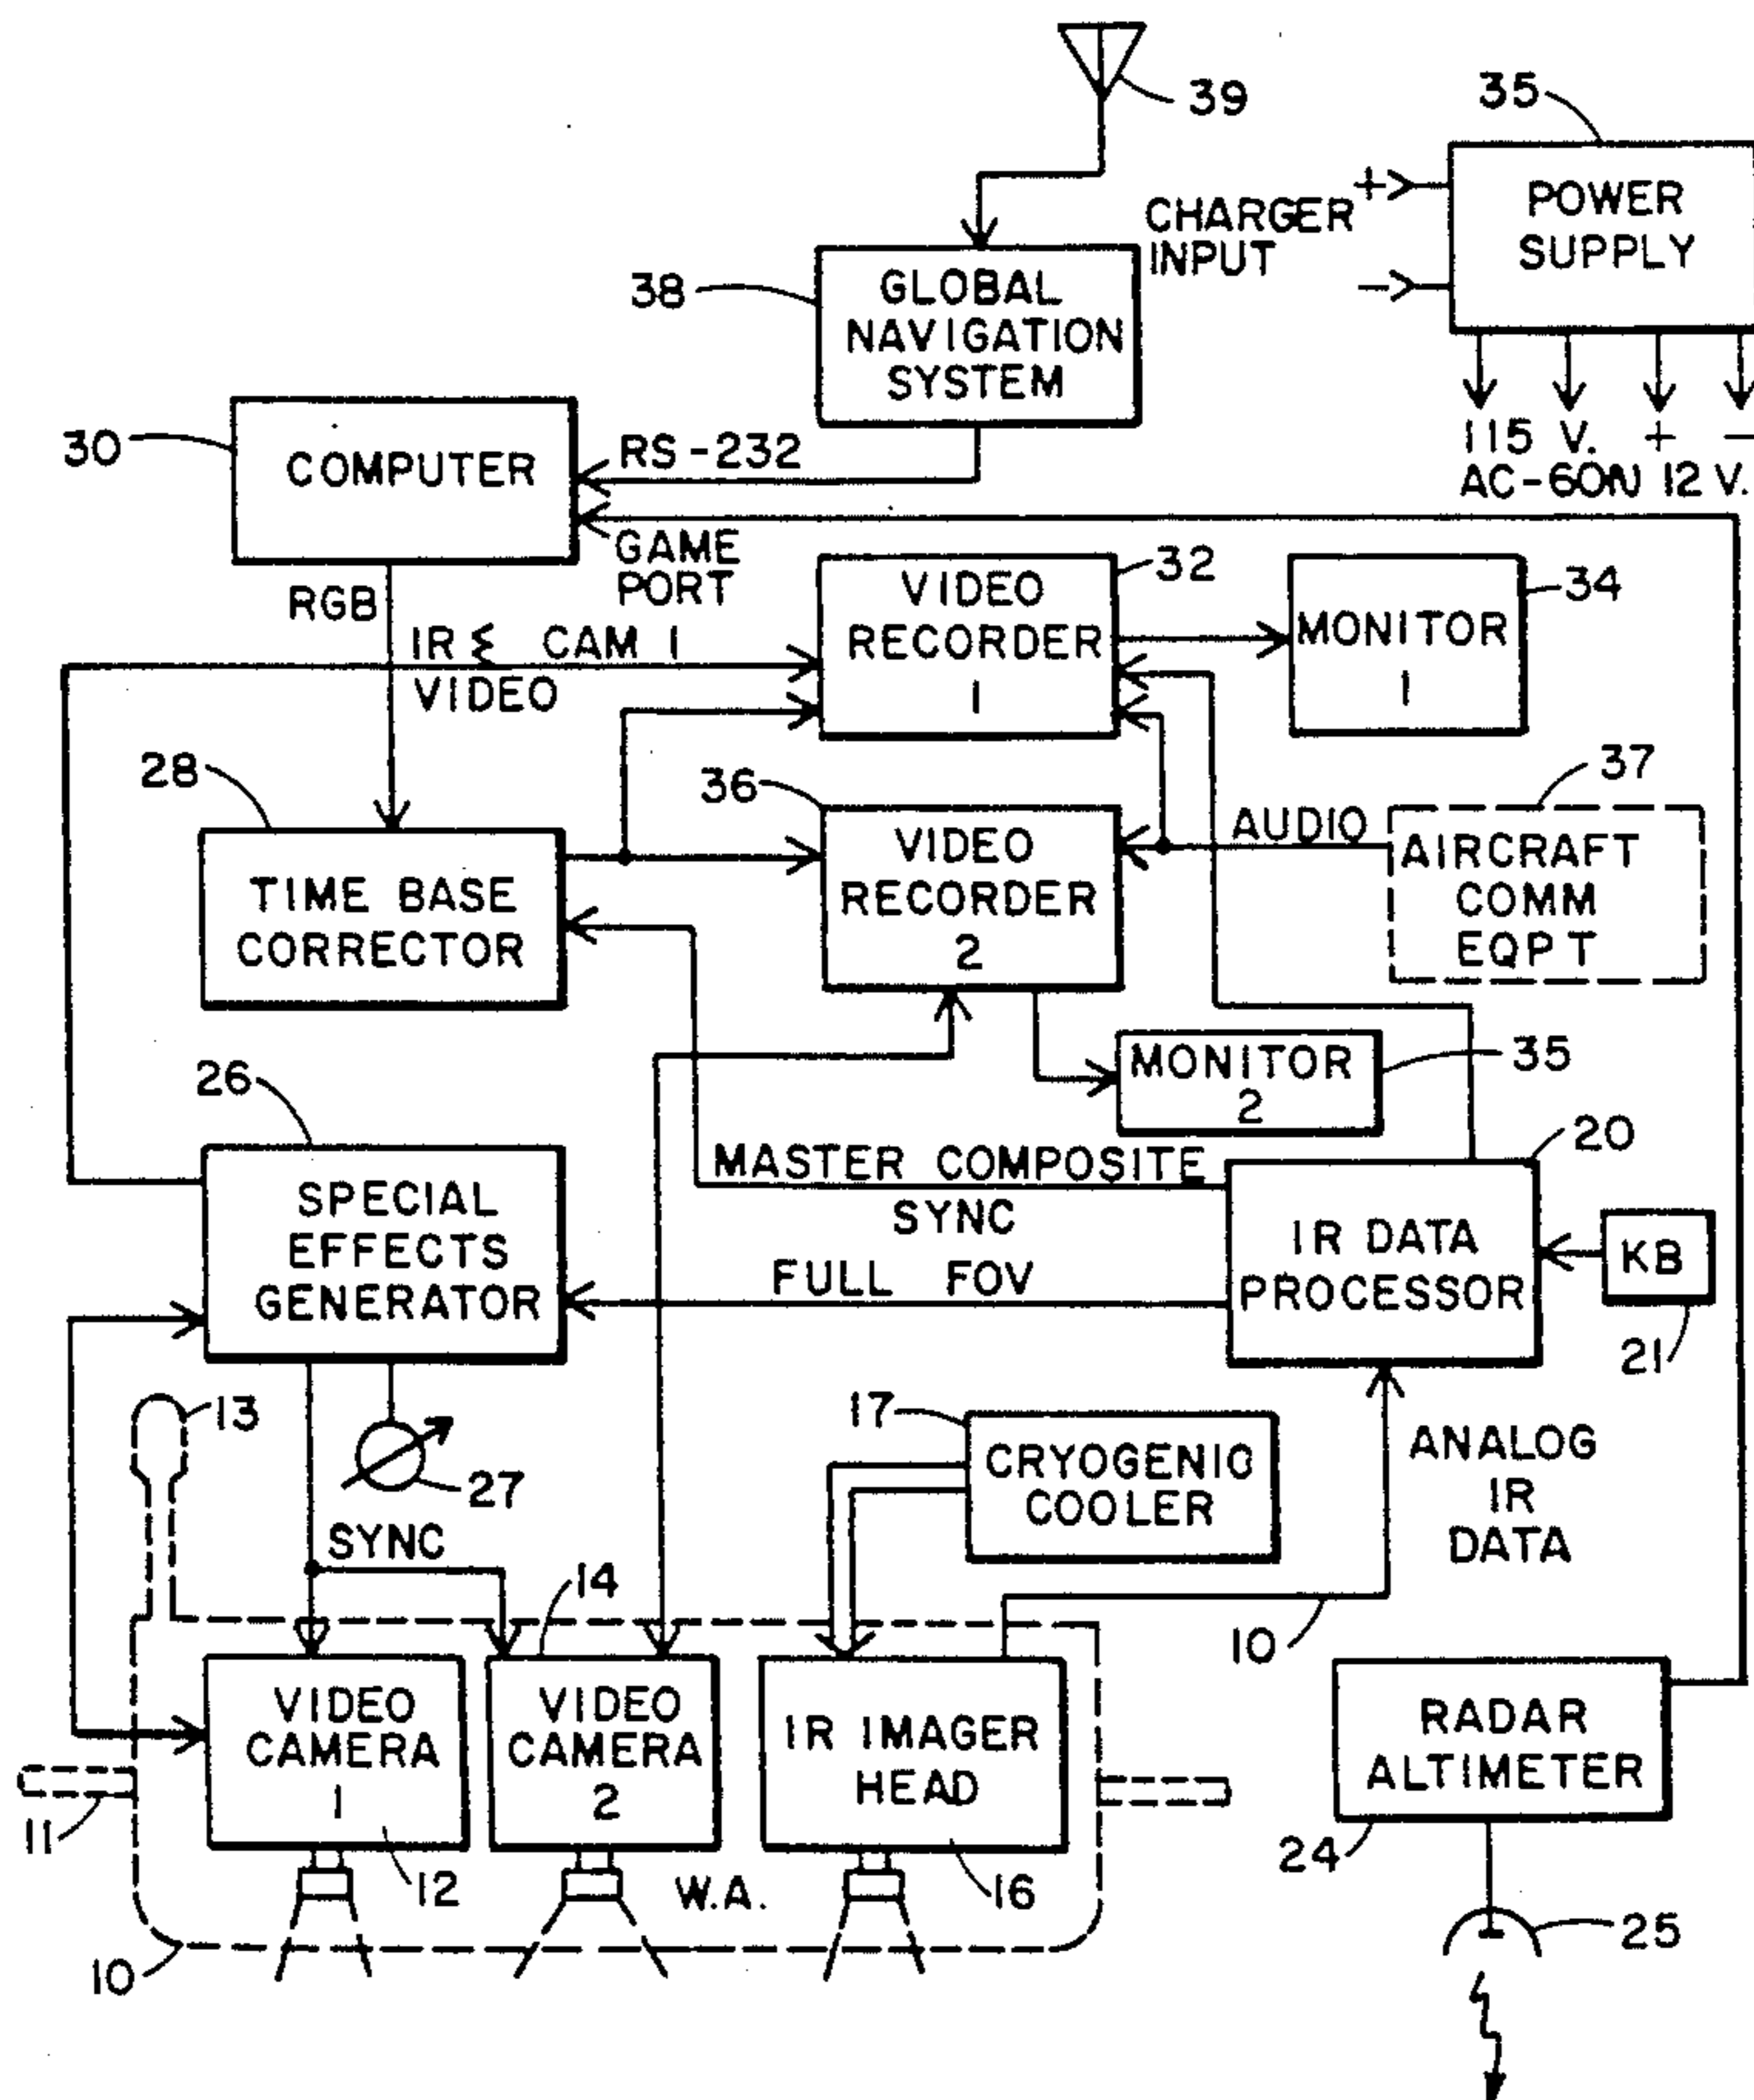 39
35
POWER
SUPPLY
+
CHARGER
INPUT
-
38
GLOBAL
NAVIGATION
SYSTEM
115 V. + -
AC-60N 12 V.
30
COMPUTER
RS-232
GAME
PORT
RGB
IR & CAM 1
VIDEO
VIDEO
RECORDER
1
32
MONITOR
1
34
28
TIME BASE
CORRECTOR
36
VIDEO
RECORDER
2
AUDIO
37
AIRCRAFT
COMM
EQPT
MONITOR
2
35
26
SPECIAL
EFFECTS
GENERATOR
MASTER COMPOSITE
SYNC
FULL FOV
20
IR DATA
PROCESSOR
KB
21
13
27
SYNC
17
CRYOGENIC
COOLER
ANALOG
IR
DATA
14
10
VIDEO
CAMERA
1
VIDEO
CAMERA
2
IR IMAGER
HEAD
RADAR
ALTIMETER
11
12
W.A.
16
24
10
25